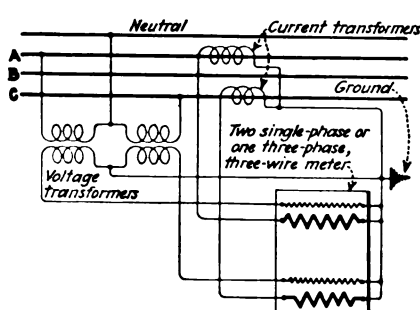 Neutral
Current transformers
A
B
C
Ground
Two single-phase or
one three-phase,
three-wire meter
Voltage
transformers